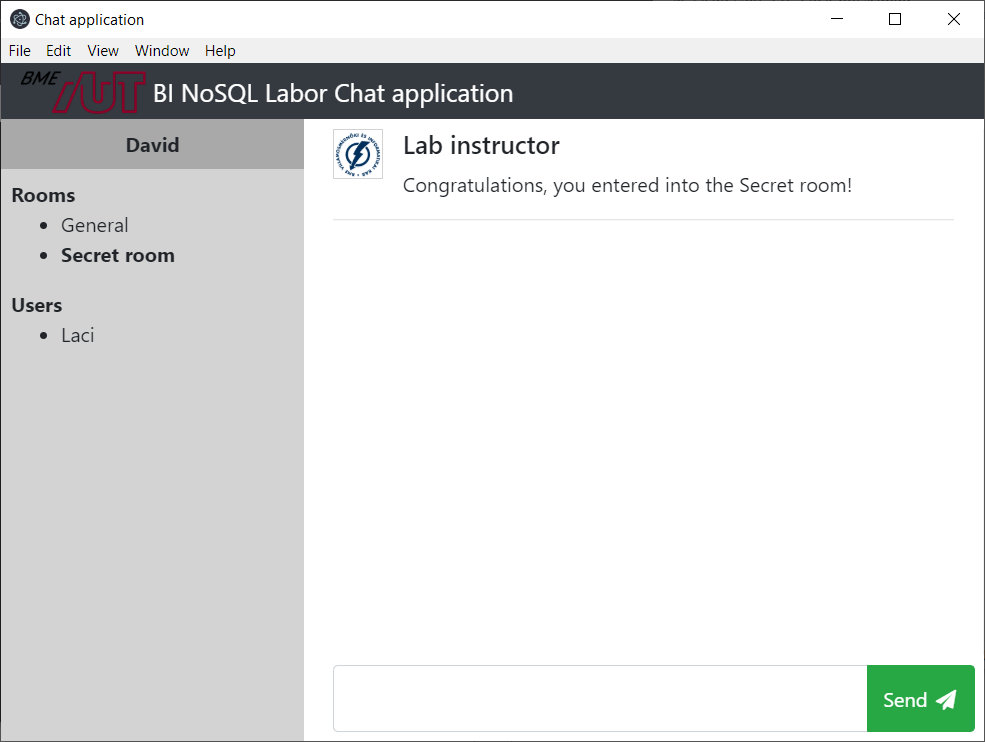 Chat application
File Edit View Window Help
BME AUT BI NoSQL Labor Chat application
David
Rooms
General
Secret room
Users
Laci
Lab instructor
Congratulations, you entered into the Secret room!
Send